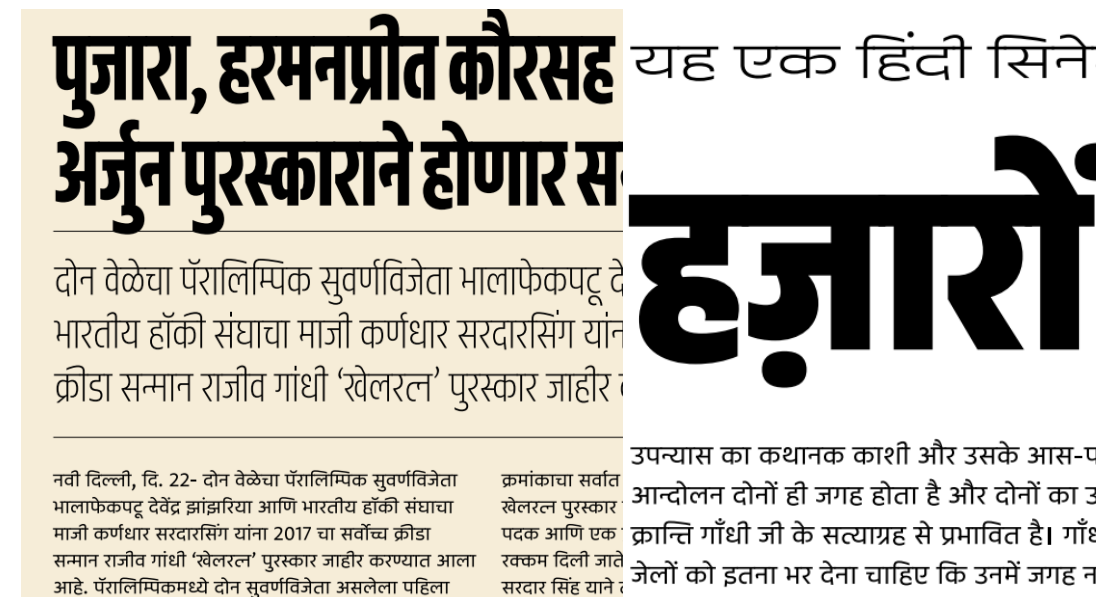 पुजारा, हरमनप्रीत कौरसह
अर्जुन पुरस्काराने होणार
दोन वेळेचा पॅरालिम्पिक सुवर्णविजेता भालाफेकपटू
भारतीय हॉकी संघाचा माजी कर्णधार सरदारसिंग
क्रीडा सन्मान राजीव गांधी ‘खेलरत्न’ पुरस्कार जाहीर
नवी दिल्ली, दि. 22- दोन वेळेचा पॅरालिम्पिक सुवर्णविजेता
भालाफेकपटू देवेंद्र झांझरिया आणि भारतीय हॉकी संघाचा
माजी कर्णधार सरदारसिंग यांना 2017 चा सर्वोच्च क्रीडा
सन्मान राजीव गांधी ‘खेलरत्न’ पुरस्कार जाहीर करण्यात आला
आहे. पॅरालिम्पिकमध्ये दोन सुवर्णविजेता असलेला पहिला
क्रमांकाचा सर्वात
खेलरत्न पुरस्कार
पदक आणि एक
रक्कम दिली जाते
सरदार सिंह याने
यह एक हिंदी
हज़ारों
उपन्यास का कथानक काशी और उसके
आन्दोलन दोनों ही जगह होता है और दोनों का
क्रान्ति गाँधी जी के सत्याग्रह से प्रभावित है।
जेलों को इतना भर देना चाहिए कि उनमें जगह